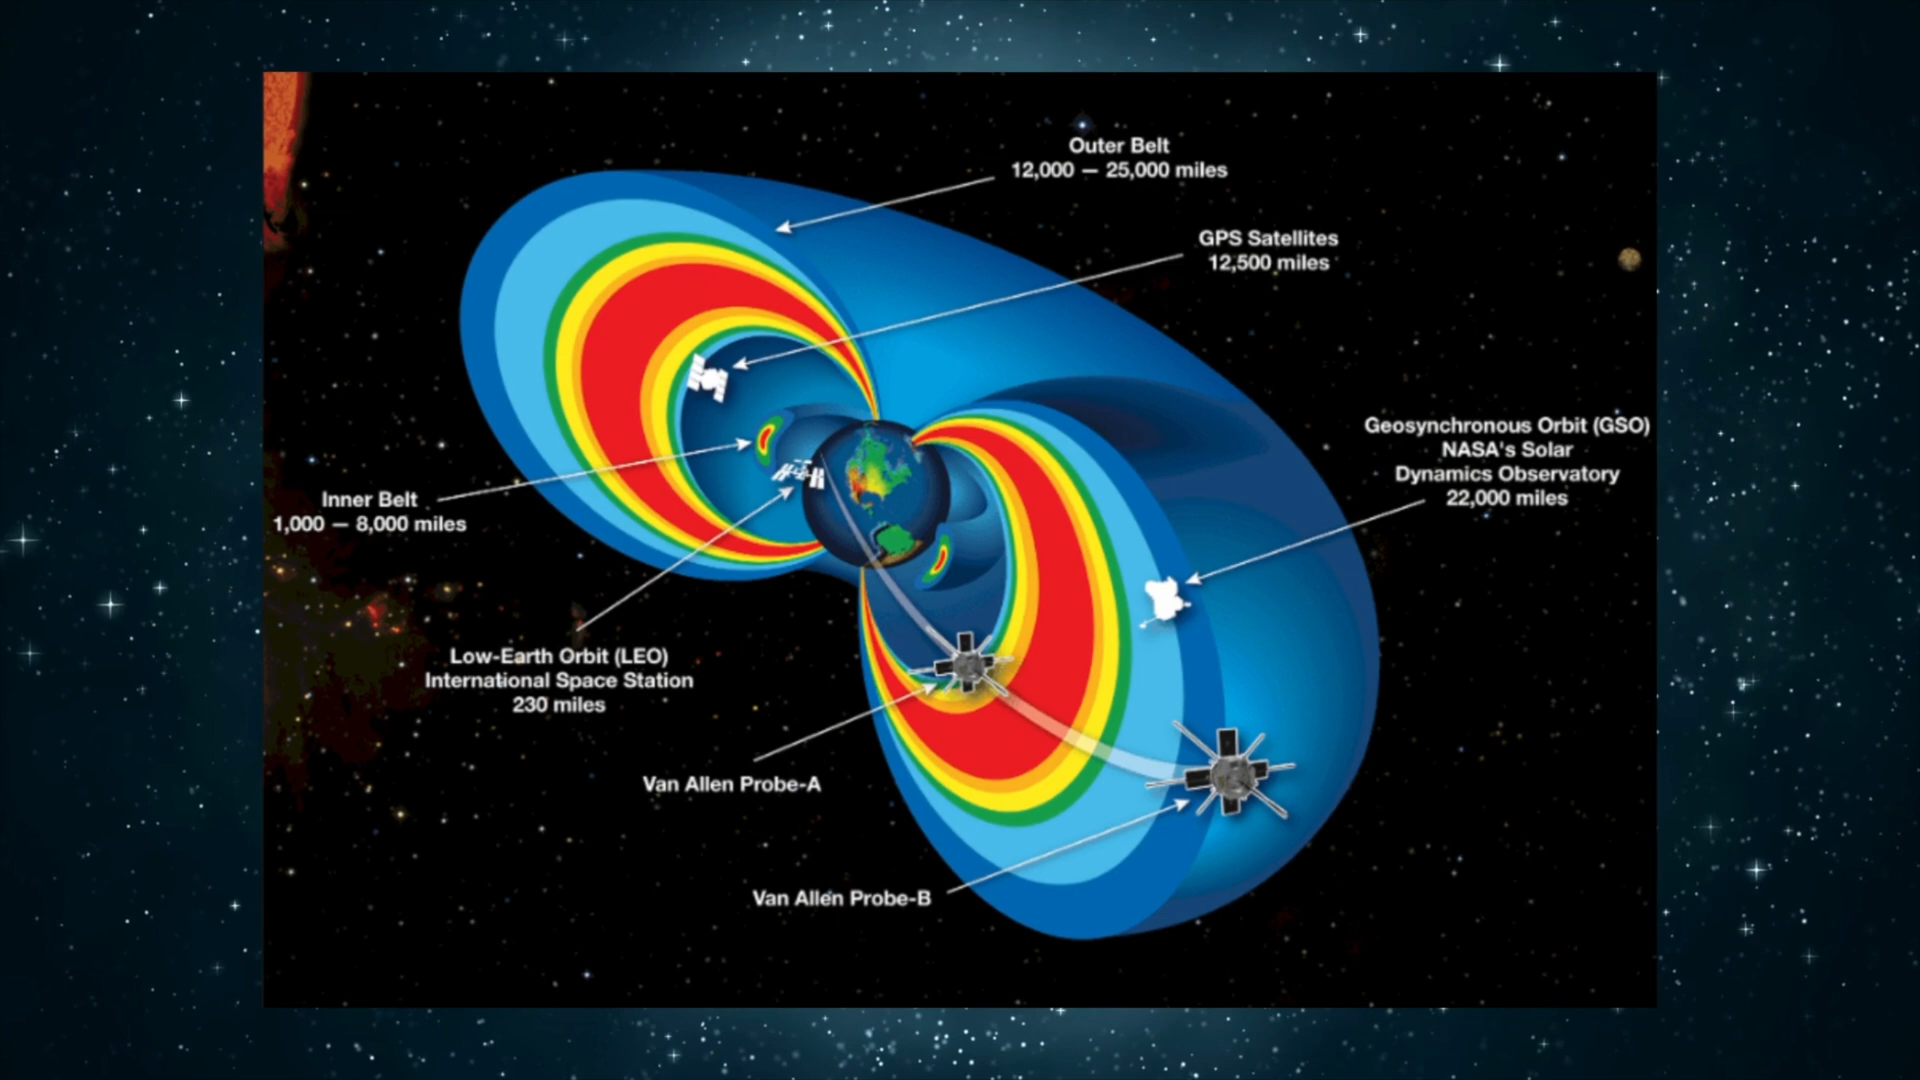 Outer Belt
12,000 — 25,000 miles
GPS Satellites
12,500 miles
Geosynchronous Orbit (GSO)
NASA's Solar
Dynamics Observatory
22,000 miles
Inner Belt
1,000 — 8,000 miles
Low-Earth Orbit (LEO)
International Space Station
230 miles
Van Allen Probe-A
Van Allen Probe-B